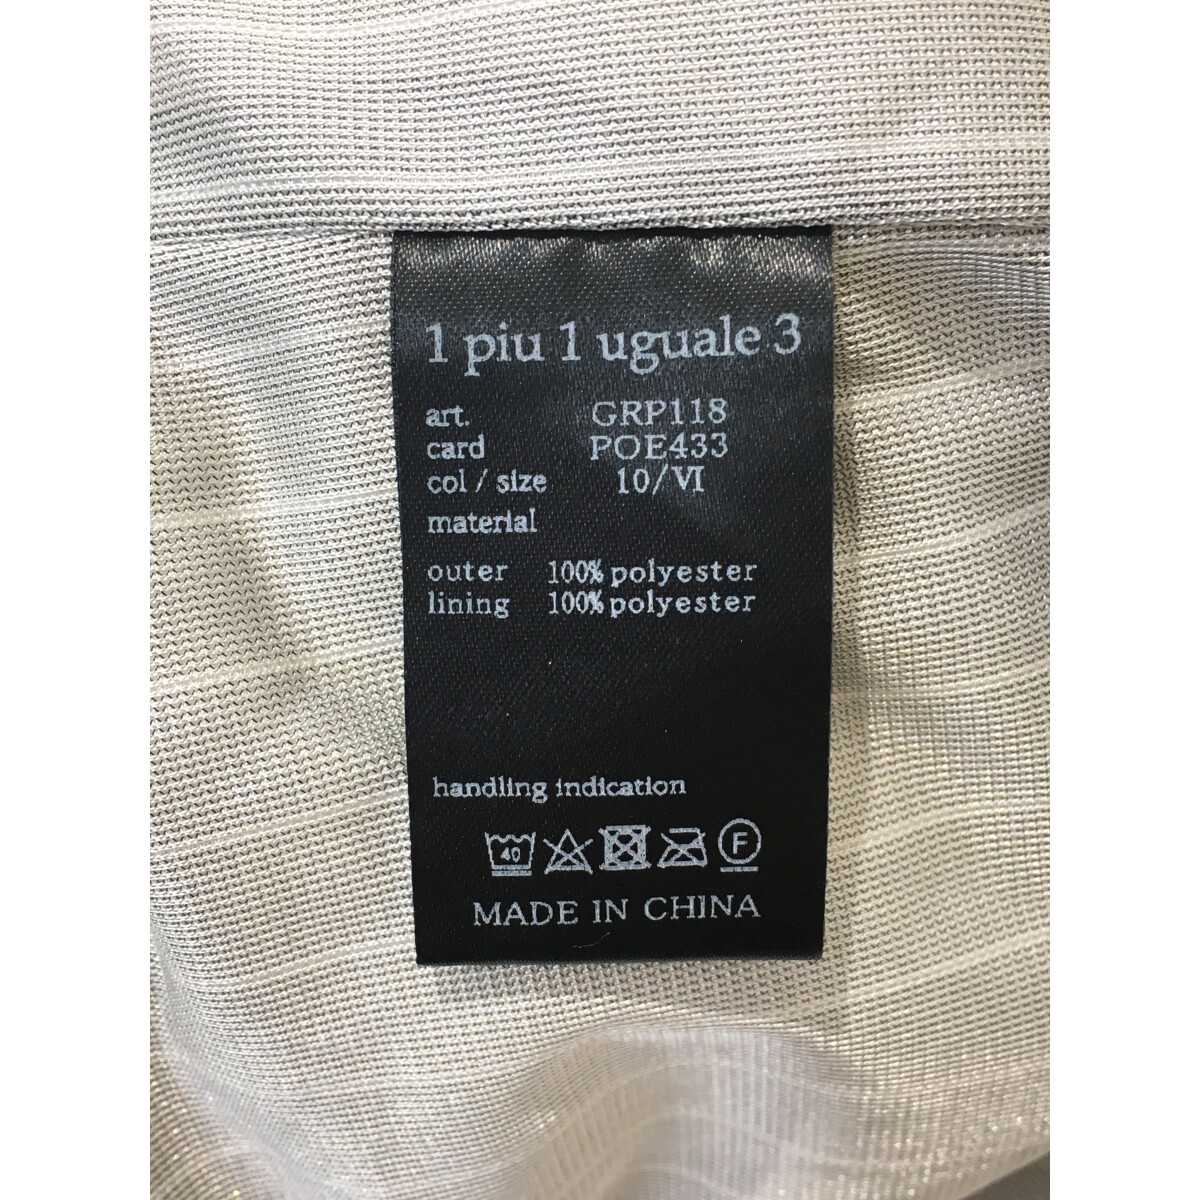 1 piu 1 uguale 3
art. GRP118
card POE433
col / size 10/VI
material
outer 100% polyester
lining 100% polyester
handling indication
40 F
MADE IN CHINA